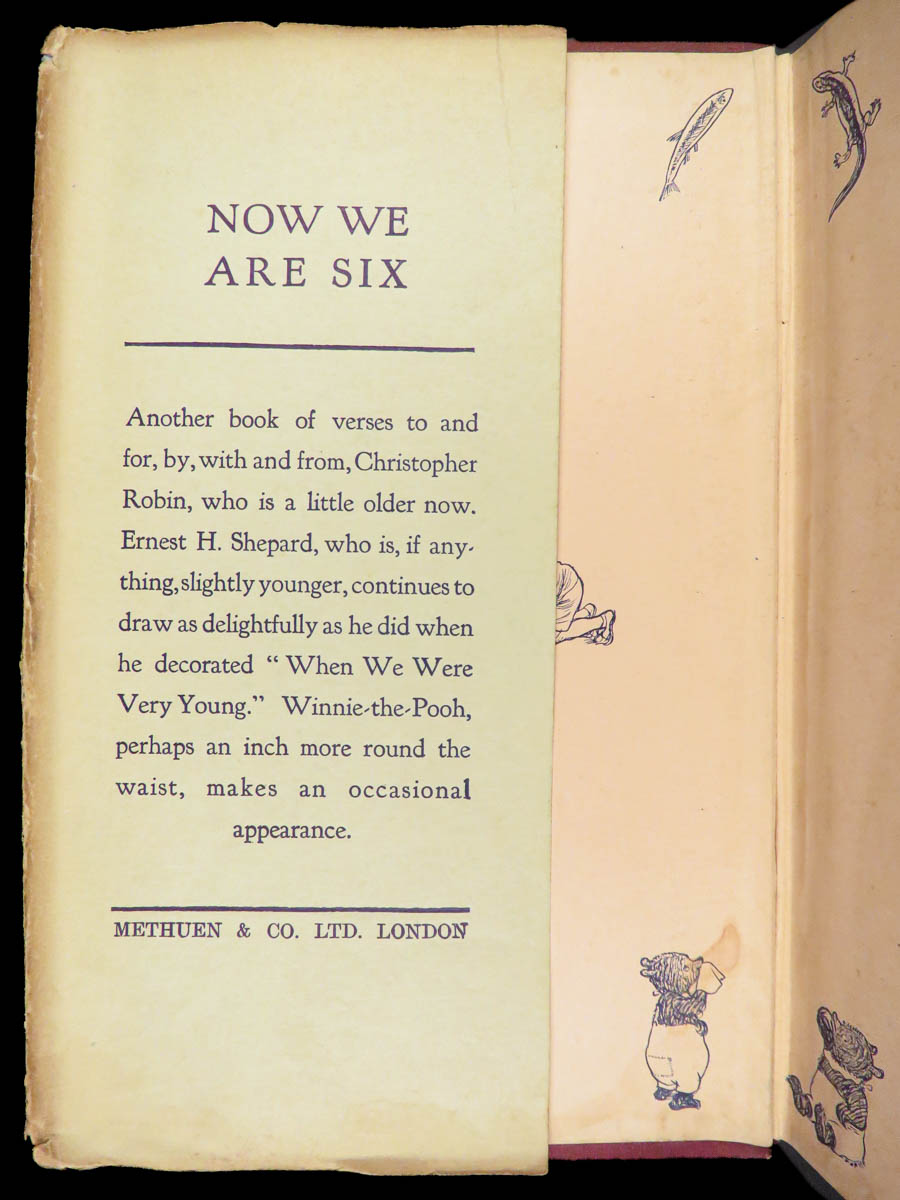 NOW WE
ARE SIX
Another book of verses to and
for, by, with and from, Christopher
Robin, who is a little older now.
Ernest H. Shepard, who is, if any-
thing, slightly younger, continues to
draw as delightfully as he did when
he decorated “When We Were
Very Young.” Winnie-the-Pooh,
perhaps an inch more round the
waist, makes an occasional
appearance.
METHUEN & CO. LTD. LONDON